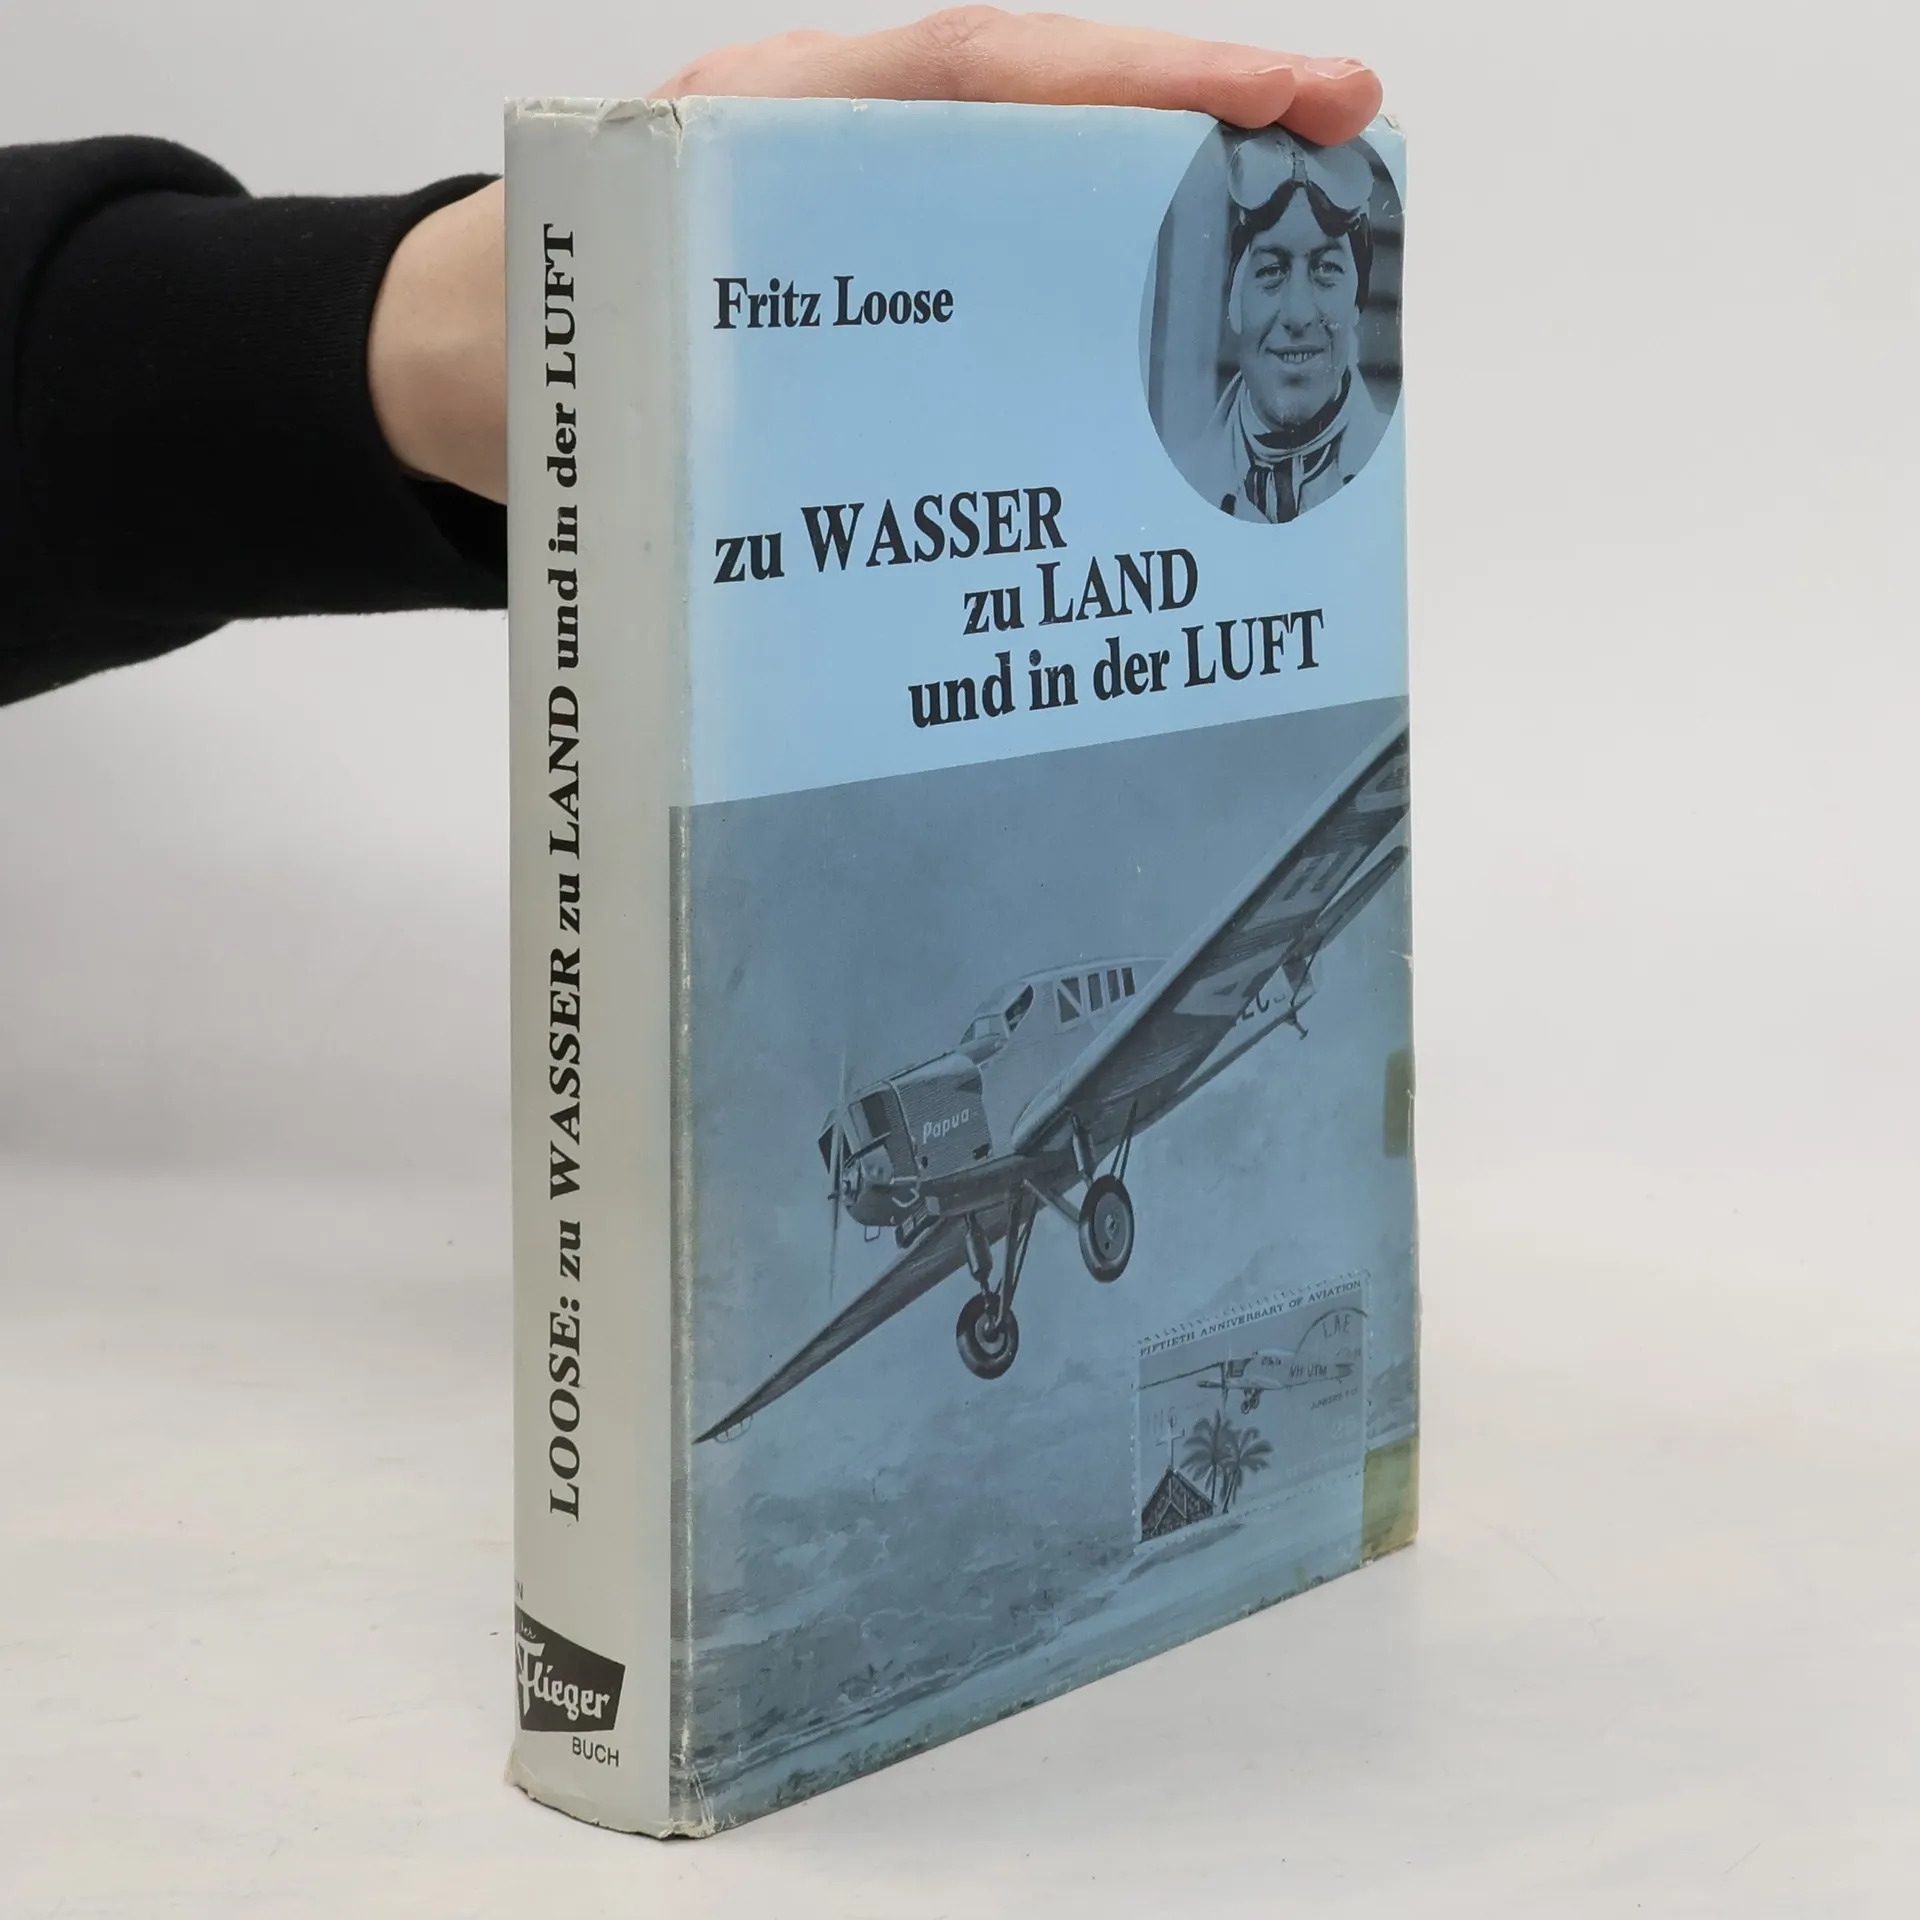 Fritz Loose
zu WASSER
zu LAND
und in der LUFT
Papua
FIFTIETH ANNIVERSARY OF AVIATION
LAE
VH-UTM
LOOSE: zu WASSER zu LAND und in der LUFT
der
Flieger
BUCH